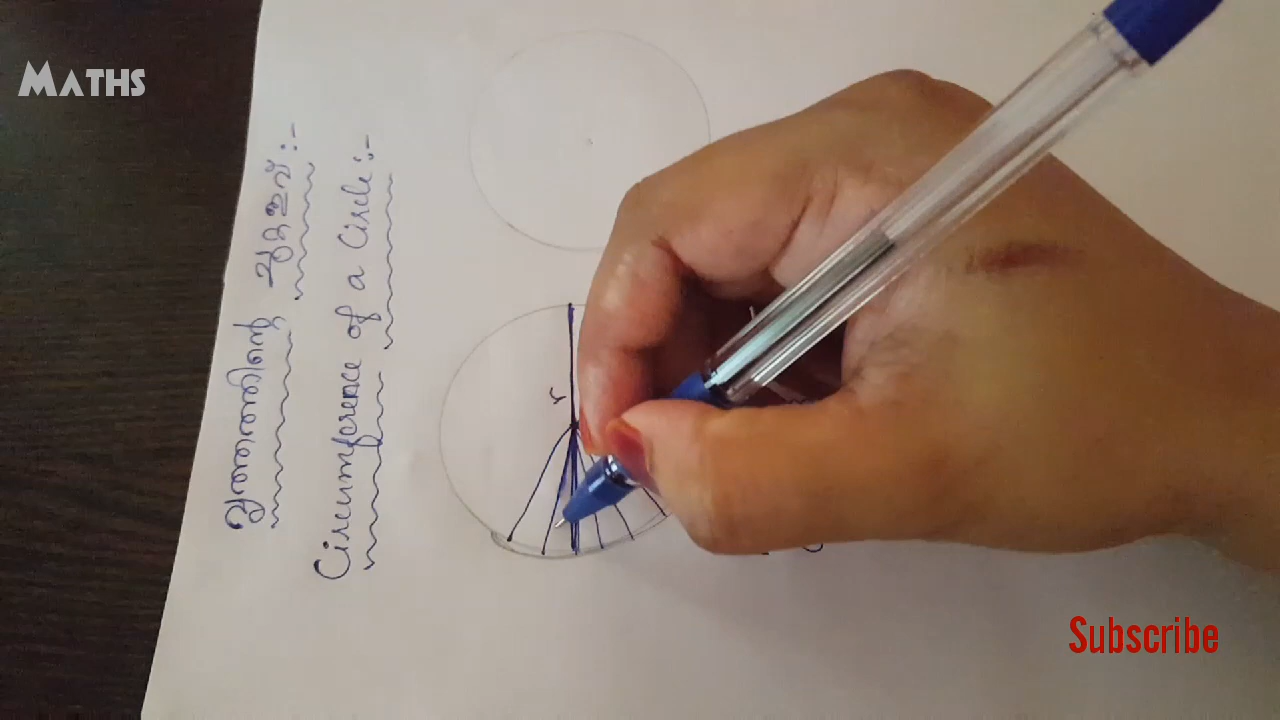 MATHS
വൃത്തത്തിന്റെ ചുറ്റളവ് :-
Circumference of a Circle :-
r
Subscribe